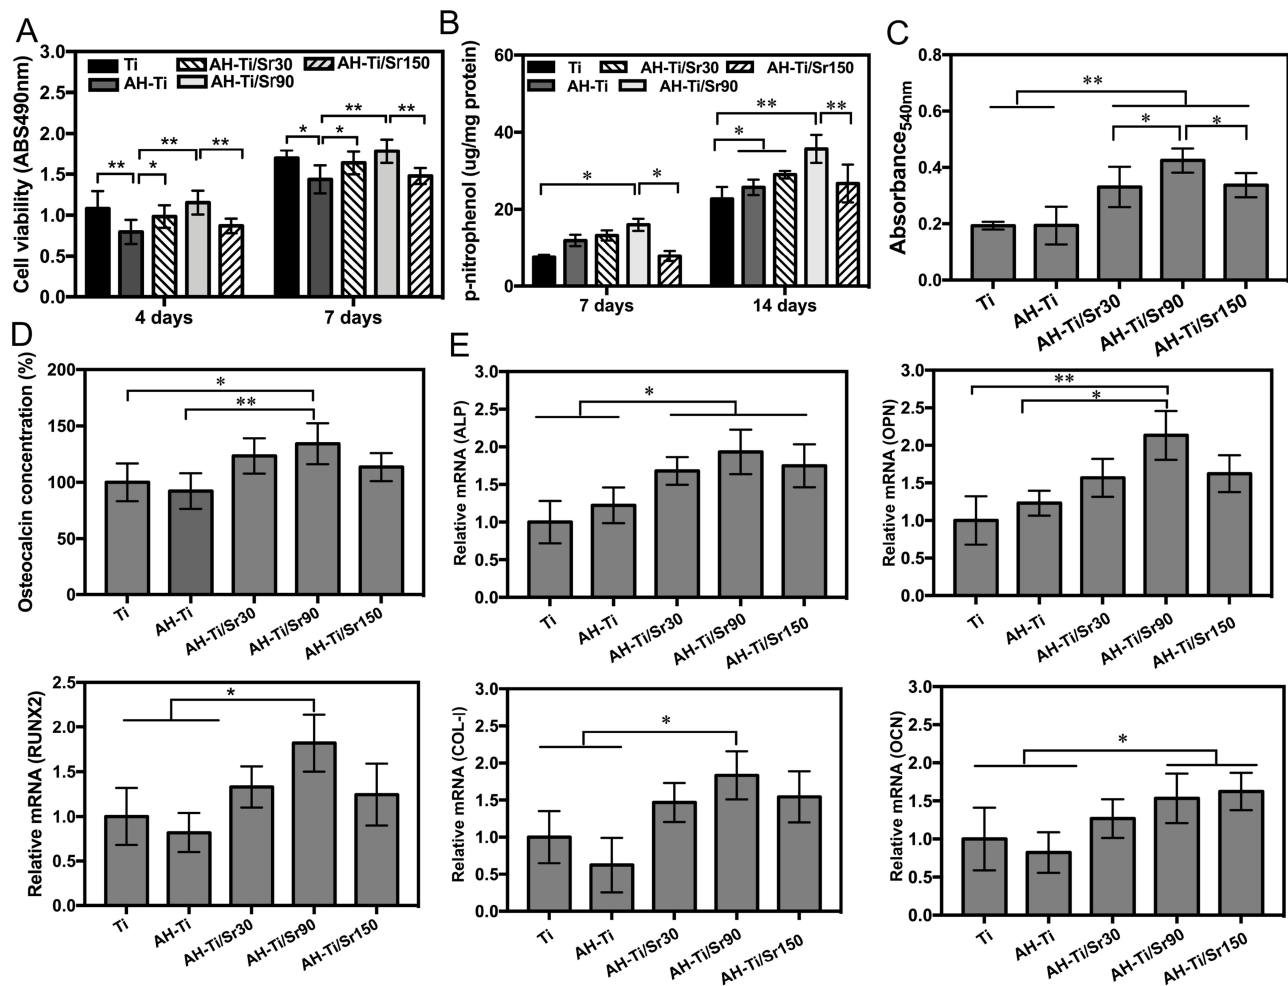 A
Cell viability (ABS490nm)
3.0
2.5
2.0
1.5
1.0
0.5
0.0
Ti
AH-Ti/Sr30
AH-Ti/Sr150
AH-Ti
AH-Ti/Sr90
** * ** **
* * ** **
4 days
7 days
B
p-nitrophenol (ug/mg protein)
60
40
20
0
Ti
AH-Ti/Sr30
AH-Ti/Sr150
AH-Ti
AH-Ti/Sr90
* *
* ** **
7 days
14 days
C
Absorbance540nm
0.8
0.6
0.4
0.2
0.0
**
* *
Ti
AH-Ti
AH-Ti/Sr30
AH-Ti/Sr90
AH-Ti/Sr150
D
Osteocalcin concentration (%)
200
150
100
50
0
*
**
Ti
AH-Ti
AH-Ti/Sr30
AH-Ti/Sr90
AH-Ti/Sr150
E
Relative mRNA (ALP)
3.0
2.5
2.0
1.5
1.0
0.5
0.0
*
Ti
AH-Ti
AH-Ti/Sr30
AH-Ti/Sr90
AH-Ti/Sr150
Relative mRNA (OPN)
3.0
2.5
2.0
1.5
1.0
0.5
0.0
**
*
Ti
AH-Ti
AH-Ti/Sr30
AH-Ti/Sr90
AH-Ti/Sr150
Relative mRNA (RUNX2)
2.5
2.0
1.5
1.0
0.5
0.0
*
Ti
AH-Ti
AH-Ti/Sr30
AH-Ti/Sr90
AH-Ti/Sr150
Relative mRNA (COL-I)
3.0
2.5
2.0
1.5
1.0
0.5
0.0
*
Ti
AH-Ti
AH-Ti/Sr30
AH-Ti/Sr90
AH-Ti/Sr150
Relative mRNA (OCN)
3.0
2.5
2.0
1.5
1.0
0.5
0.0
*
Ti
AH-Ti
AH-Ti/Sr30
AH-Ti/Sr90
AH-Ti/Sr150